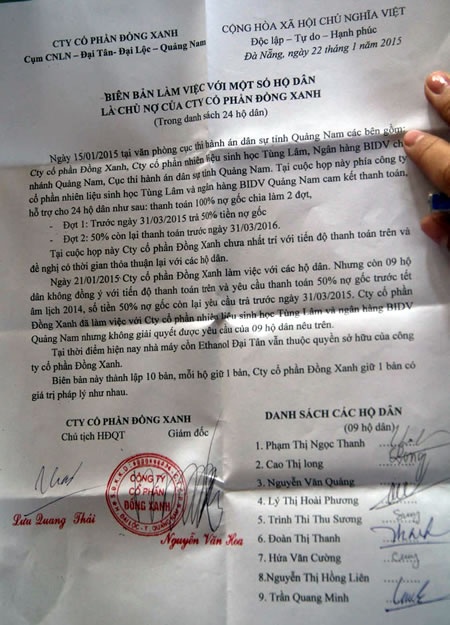 CTY CỔ PHẦN ĐỒNG XANH
Cụm CNLN – Đại Tân- Đại Lộc – Quảng Nam
CỘNG HÒA XÃ HỘI CHỦ NGHĨA VIỆT
Độc lập – Tự do – Hạnh phúc
Đà Nẵng, ngày 22 tháng 1 năm 2015
BIÊN BẢN LÀM VIỆC VỚI MỘT SỐ HỘ DÂN
LÀ CHỦ NỢ CỦA CTY CỔ PHẦN ĐỒNG XANH
(Trong danh sách 24 hộ dân)
Ngày 15/01/2015 tại văn phòng cục thi hành án dân sự tỉnh Quảng Nam các bên gồm:
Cty cổ phần Đồng Xanh, Cty cổ phần nhiên liệu sinh học Tùng Lâm, Ngân hàng BIDV ch
nhánh Quảng Nam, Cục thi hành án dân sự tỉnh Quảng Nam. Tại cuộc họp này phía công ty
cổ phần nhiên liệu sinh học Tùng Lâm và ngân hàng BIDV Quảng Nam cam kết thanh toán,
hỗ trợ cho 24 hộ dân như sau: thanh toán 100% nợ gốc chia làm 2 đợt,
- Đợt 1: Trước ngày 31/03/2015 trả 50% tiền nợ gốc
- Đợt 2: 50% còn lại thanh toán trước ngày 31/03/2016.
Tại cuộc họp này Cty cổ phần Đồng Xanh chưa nhất trí với tiến độ thanh toán trên và
đề nghị có thời gian thỏa thuận lại với các hộ dân.
Ngày 21/01/2015 Cty cổ phần Đồng Xanh làm việc với các hộ dân. Nhưng còn 09 hộ
dân không đồng ý với tiến độ thanh toán trên và yêu cầu thanh toán 50% nợ gốc trước tết
âm lịch 2014, số tiền 50% nợ gốc còn lại yêu cầu trả trước ngày 31/03/2015. Cty cổ phần
Đồng Xanh đã làm việc với Cty cổ phần nhiên liệu sinh học Tùng Lâm và ngân hàng BIDV
Quảng Nam nhưng không giải quyết được yêu cầu của 09 hộ dân nêu trên.
Tại thời điểm hiện nay nhà máy cồn Ethanol Đại Tân vẫn thuộc quyền sở hữu của công
ty cổ phần Đồng Xanh.
Biên bản này thành lập 10 bản, mỗi hộ giữ 1 bản, Cty cổ phần Đồng Xanh giữ 1 bản có
giá trị pháp lý như nhau.
CTY CỔ PHẦN ĐỒNG XANH
Chủ tịch HĐQT Giám đốc
CÔNG TY
CỔ PHẦN
ĐỒNG XANH
Lưu Quang Thái
Nguyễn Văn Hoa
DANH SÁCH CÁC HỘ DÂN
(09 hộ dân)
1. Phạm Thị Ngọc Thanh
2. Cao Thị long
3. Nguyễn Văn Quảng
4. Lý Thị Hoài Phương
5. Trình Thi Thu Sương
6. Đoàn Thị Thanh
7. Hứa Văn Cường
8.Nguyễn Thị Hồng Liên
9. Trần Quang Minh